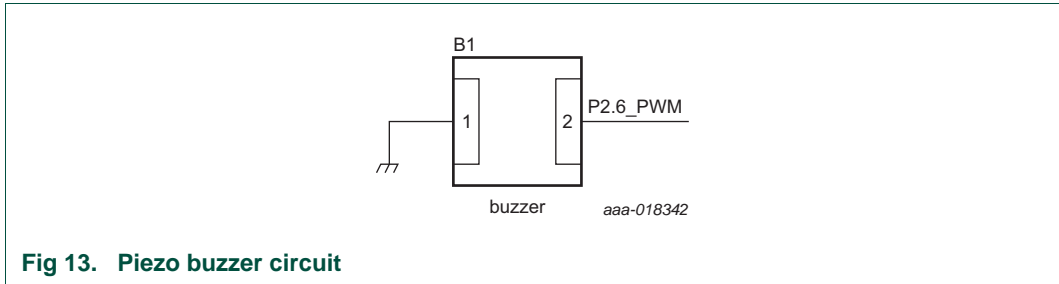 B1
1
2
P2.6_PWM
buzzer
aaa-018342
Fig 13. Piezo buzzer circuit